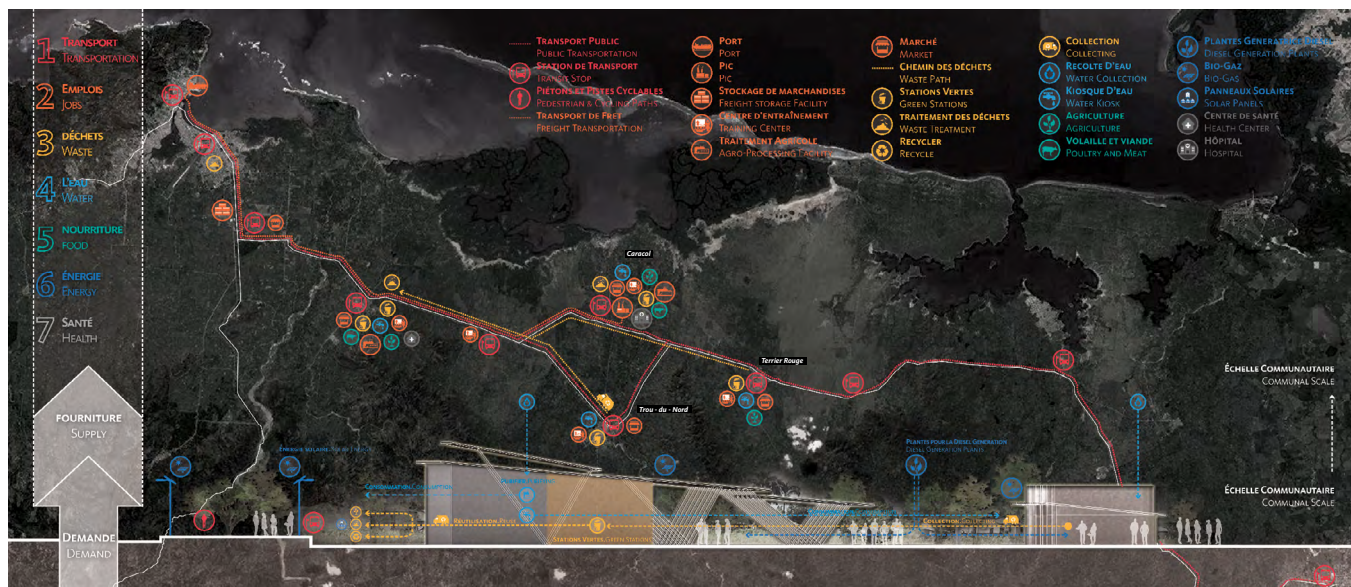 1 TRANSPORT
TRANSPORTATION
2 EMPLOIS
JOBS
3 DÉCHETS
WASTE
4 L'EAU
WATER
5 NOURRITURE
FOOD
6 ÉNERGIE
ENERGY
7 SANTÉ
HEALTH
FOURNITURE
SUPPLY
DEMANDE
DEMAND
TRANSPORT PUBLIC
PUBLIC TRANSPORTATION
STATION DE TRANSPORT
TRANSIT STOP
PIÉTONS ET PISTES CYCLABLES
PEDESTRIAN & CYCLING PATHS
TRANSPORT DE FRET
FREIGHT TRANSPORTATION
PORT
PORT
PIC
PIC
STOCKAGE DE MARCHANDISES
FREIGHT STORAGE FACILITY
CENTRE D'ENTRAÎNEMENT
TRAINING CENTER
TRAITEMENT AGRICOLE
AGRO-PROCESSING FACILITY
MARCHÉ
MARKET
CHEMIN DES DÉCHETS
WASTE PATH
STATIONS VERTES
GREEN STATIONS
TRAITEMENT DES DÉCHETS
WASTE TREATMENT
RECYCLER
RECYCLE
COLLECTION
COLLECTING
RECOLTE D'EAU
WATER COLLECTION
KIOSQUE D'EAU
WATER KIOSK
AGRICULTURE
AGRICULTURE
VOLAILLE ET VIANDE
POULTRY AND MEAT
DIESEL GENERATION PLANTS
BIO-GAZ
BIO-GAS
PANNEAUX SOLAIRES
SOLAR PANELS
CENTRE DE SANTÉ
HEALTH CENTER
HÔPITAL
HOSPITAL
Caracol
Terrier Rouge
Trou - du - Nord
ÉCHELLE COMMUNAUTAIRE
COMMUNAL SCALE
ÉCHELLE COMMUNAUTAIRE
COMMUNAL SCALE
PLANTES POUR LA DIESEL GENERATION
DIESEL GENERATION PLANTS
STATIONS VERTES GREEN STATIONS
COLLECTION COLLECTING